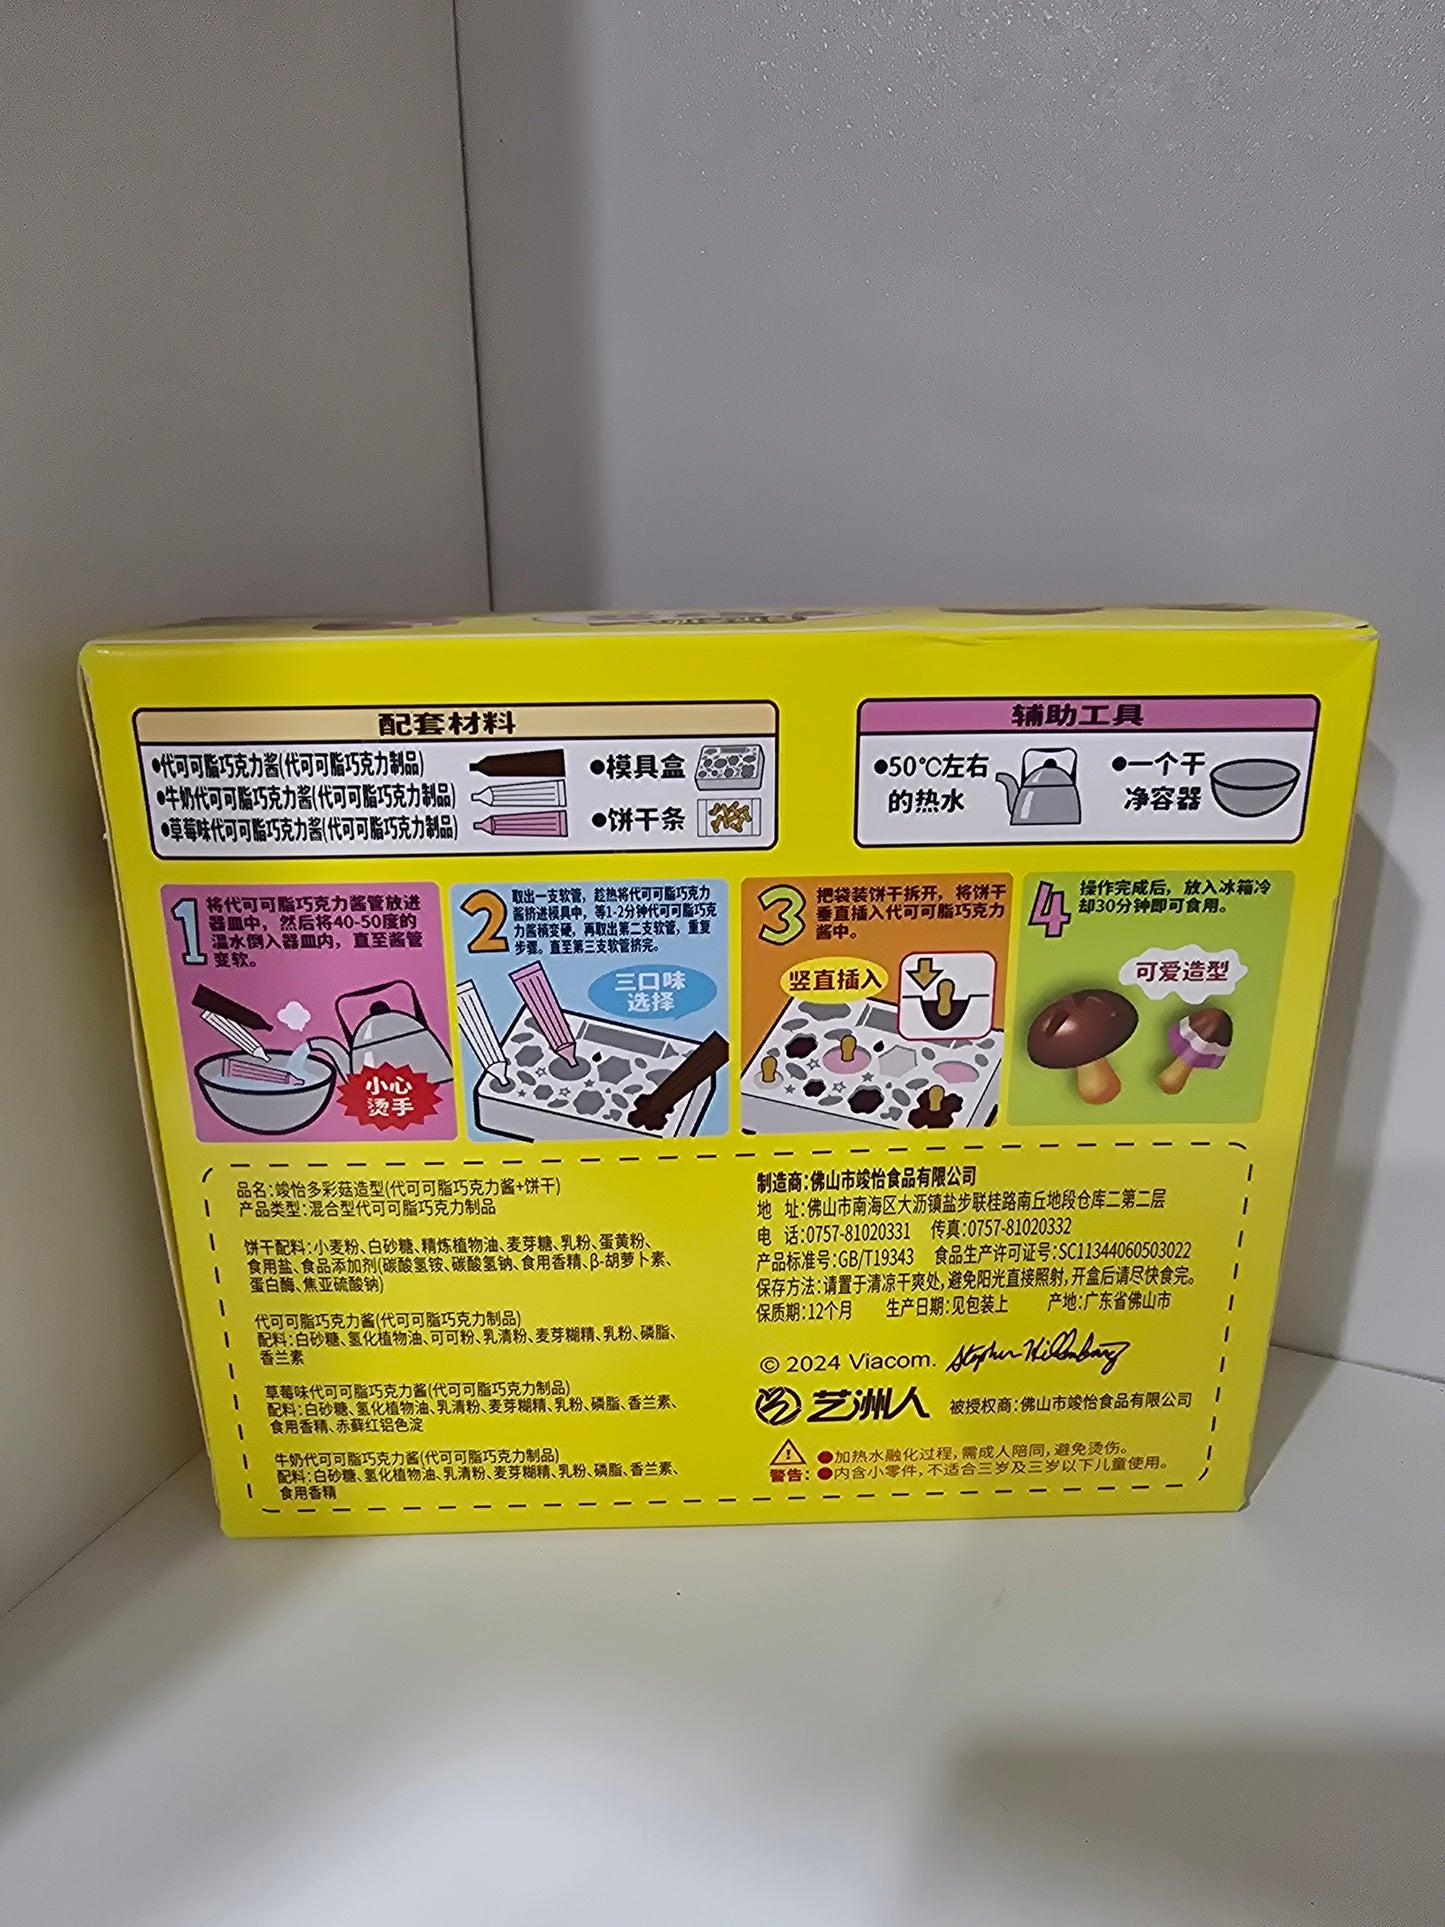 配套材料
●代可可脂巧克力酱(代可可脂巧克力制品)
●牛奶代可可脂巧克力酱(代可可脂巧克力制品)
●草莓味代可可脂巧克力酱(代可可脂巧克力制品)
●模具盒
●饼干条
辅助工具
●50℃左右
的热水
●一个干
净容器
1 将代可可脂巧克力酱管放进
器皿中，然后将40-50度的
温水倒入器皿内，直至酱管
变软。
小心
烫手
2 取出一支软管，趁热将代可可脂巧克力
酱挤进模具中，等1-2分钟代可可脂巧克
力酱稍变硬，再取出第二支软管，重复
步骤。直至第三支软管挤完。
三口味
选择
3 把袋装饼干拆开，将饼干
垂直插入代可可脂巧克力
酱中。
竖直插入
4 操作完成后，放入冰箱冷
却30分钟即可食用。
可爱造型
品名:竣怡多彩菇造型(代可可脂巧克力酱+饼干)
产品类型:混合型代可可脂巧克力制品
饼干配料:小麦粉、白砂糖、精炼植物油、麦芽糖、乳粉、蛋黄粉、
食用盐、食品添加剂(碳酸氢铵、碳酸氢钠、食用香精、β-胡萝卜素、
蛋白酶、焦亚硫酸钠)
代可可脂巧克力酱(代可可脂巧克力制品)
配料:白砂糖、氢化植物油、可可粉、乳清粉、麦芽糊精、乳粉、磷脂、
香兰素
草莓味代可可脂巧克力酱(代可可脂巧克力制品)
配料:白砂糖、氢化植物油、乳清粉、麦芽糊精、乳粉、磷脂、香兰素、
食用香精、赤藓红铝色淀
牛奶代可可脂巧克力酱(代可可脂巧克力制品)
配料:白砂糖、氢化植物油、乳清粉、麦芽糊精、乳粉、磷脂、香兰素、
食用香精
制造商:佛山市竣怡食品有限公司
地 址:佛山市南海区大沥镇盐步联桂路南丘地段仓库二第二层
电 话:0757-81020331 传真:0757-81020332
产品标准号:GB/T19343 食品生产许可证号:SC11344060503022
保存方法:请置于清凉干爽处,避免阳光直接照射,开盒后请尽快食完。
保质期:12个月 生产日期:见包装上 产地:广东省佛山市
© 2024 Viacom. Stephen Hillenburg
艺洲人 被授权商:佛山市竣怡食品有限公司
●加热水融化过程,需成人陪同,避免烫伤。
警告: ●内含小零件,不适合三岁及三岁以下儿童使用。